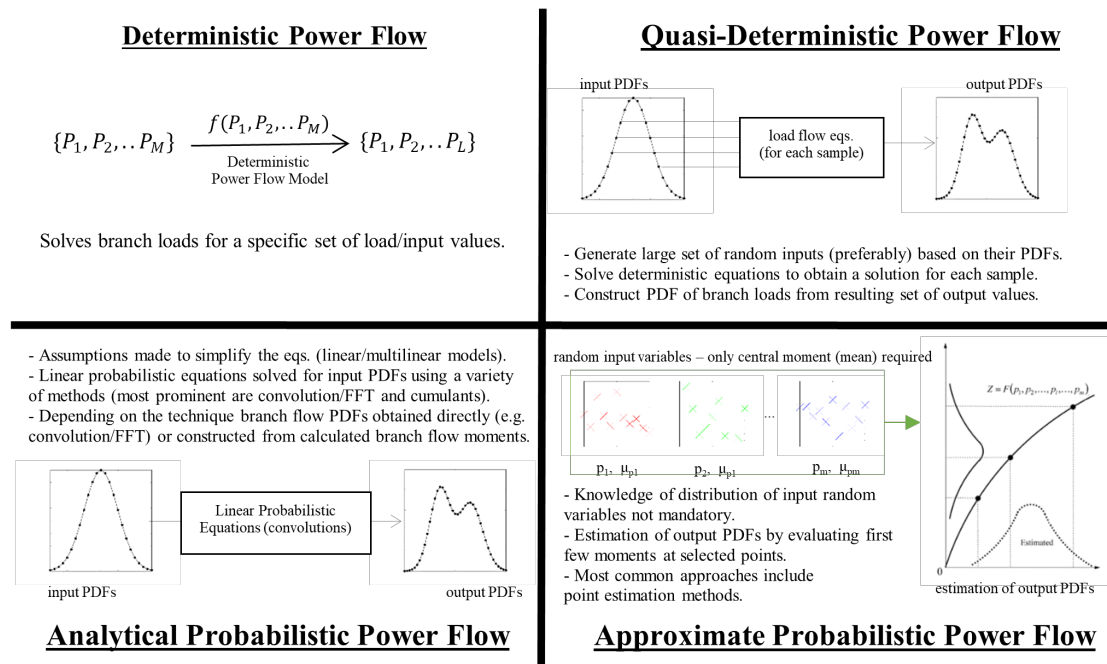 Deterministic Power Flow
{P₁, P₂, . . P_M}
f(P₁, P₂, . . P_M)
Deterministic
Power Flow Model
{P₁, P₂, . . P_L}
Solves branch loads for a specific set of load/input values.
Quasi-Deterministic Power Flow
input PDFs
load flow eqs.
(for each sample)
output PDFs
- Generate large set of random inputs (preferably) based on their PDFs.
- Solve deterministic equations to obtain a solution for each sample.
- Construct PDF of branch loads from resulting set of output values.
- Assumptions made to simplify the eqs. (linear/multilinear models).
- Linear probabilistic equations solved for input PDFs using a variety
of methods (most prominent are convolution/FFT and cumulants).
- Depending on the technique branch flow PDFs obtained directly (e.g.
convolution/FFT) or constructed from calculated branch flow moments.
Linear Probabilistic
Equations (convolutions)
input PDFs
output PDFs
Analytical Probabilistic Power Flow
random input variables – only central moment (mean) required
...
p₁, μ_p1
p₂, μ_p1
p_m, μ_pm
- Knowledge of distribution of input random
variables not mandatory.
- Estimation of output PDFs by evaluating first
few moments at selected points.
- Most common approaches include
point estimation methods.
Z = F(p₁, p₂, ..., p_l, ..., p_m)
Estimated
0
estimation of output PDFs
Approximate Probabilistic Power Flow